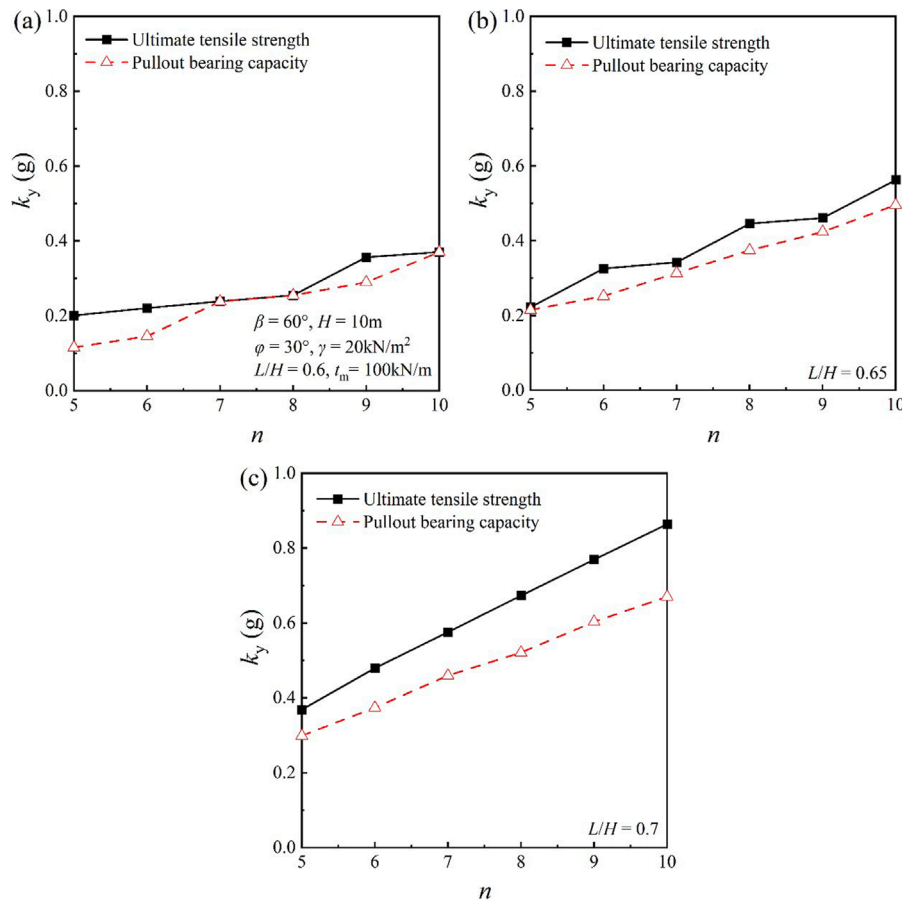 (a)
Ultimate tensile strength
Pullout bearing capacity
1.0
0.8
0.6
0.4
0.2
0.0
k_y (g)
β = 60°, H = 10m
φ = 30°, γ = 20kN/m²
L/H = 0.6, t_m= 100kN/m
5 6 7 8 9 10
n
(b)
Ultimate tensile strength
Pullout bearing capacity
1.0
0.8
0.6
0.4
0.2
0.0
k_y (g)
L/H = 0.65
5 6 7 8 9 10
n
(c)
Ultimate tensile strength
Pullout bearing capacity
1.0
0.8
0.6
0.4
0.2
0.0
k_y (g)
L/H = 0.7
5 6 7 8 9 10
n